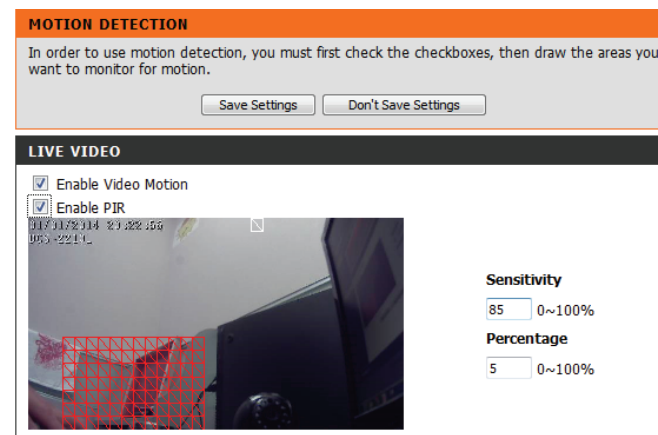 MOTION DETECTION
In order to use motion detection, you must first check the checkboxes, then draw the areas you
want to monitor for motion.
Save Settings Don't Save Settings
LIVE VIDEO
Enable Video Motion
Enable PIR
Sensitivity
85 0~100%
Percentage
5 0~100%